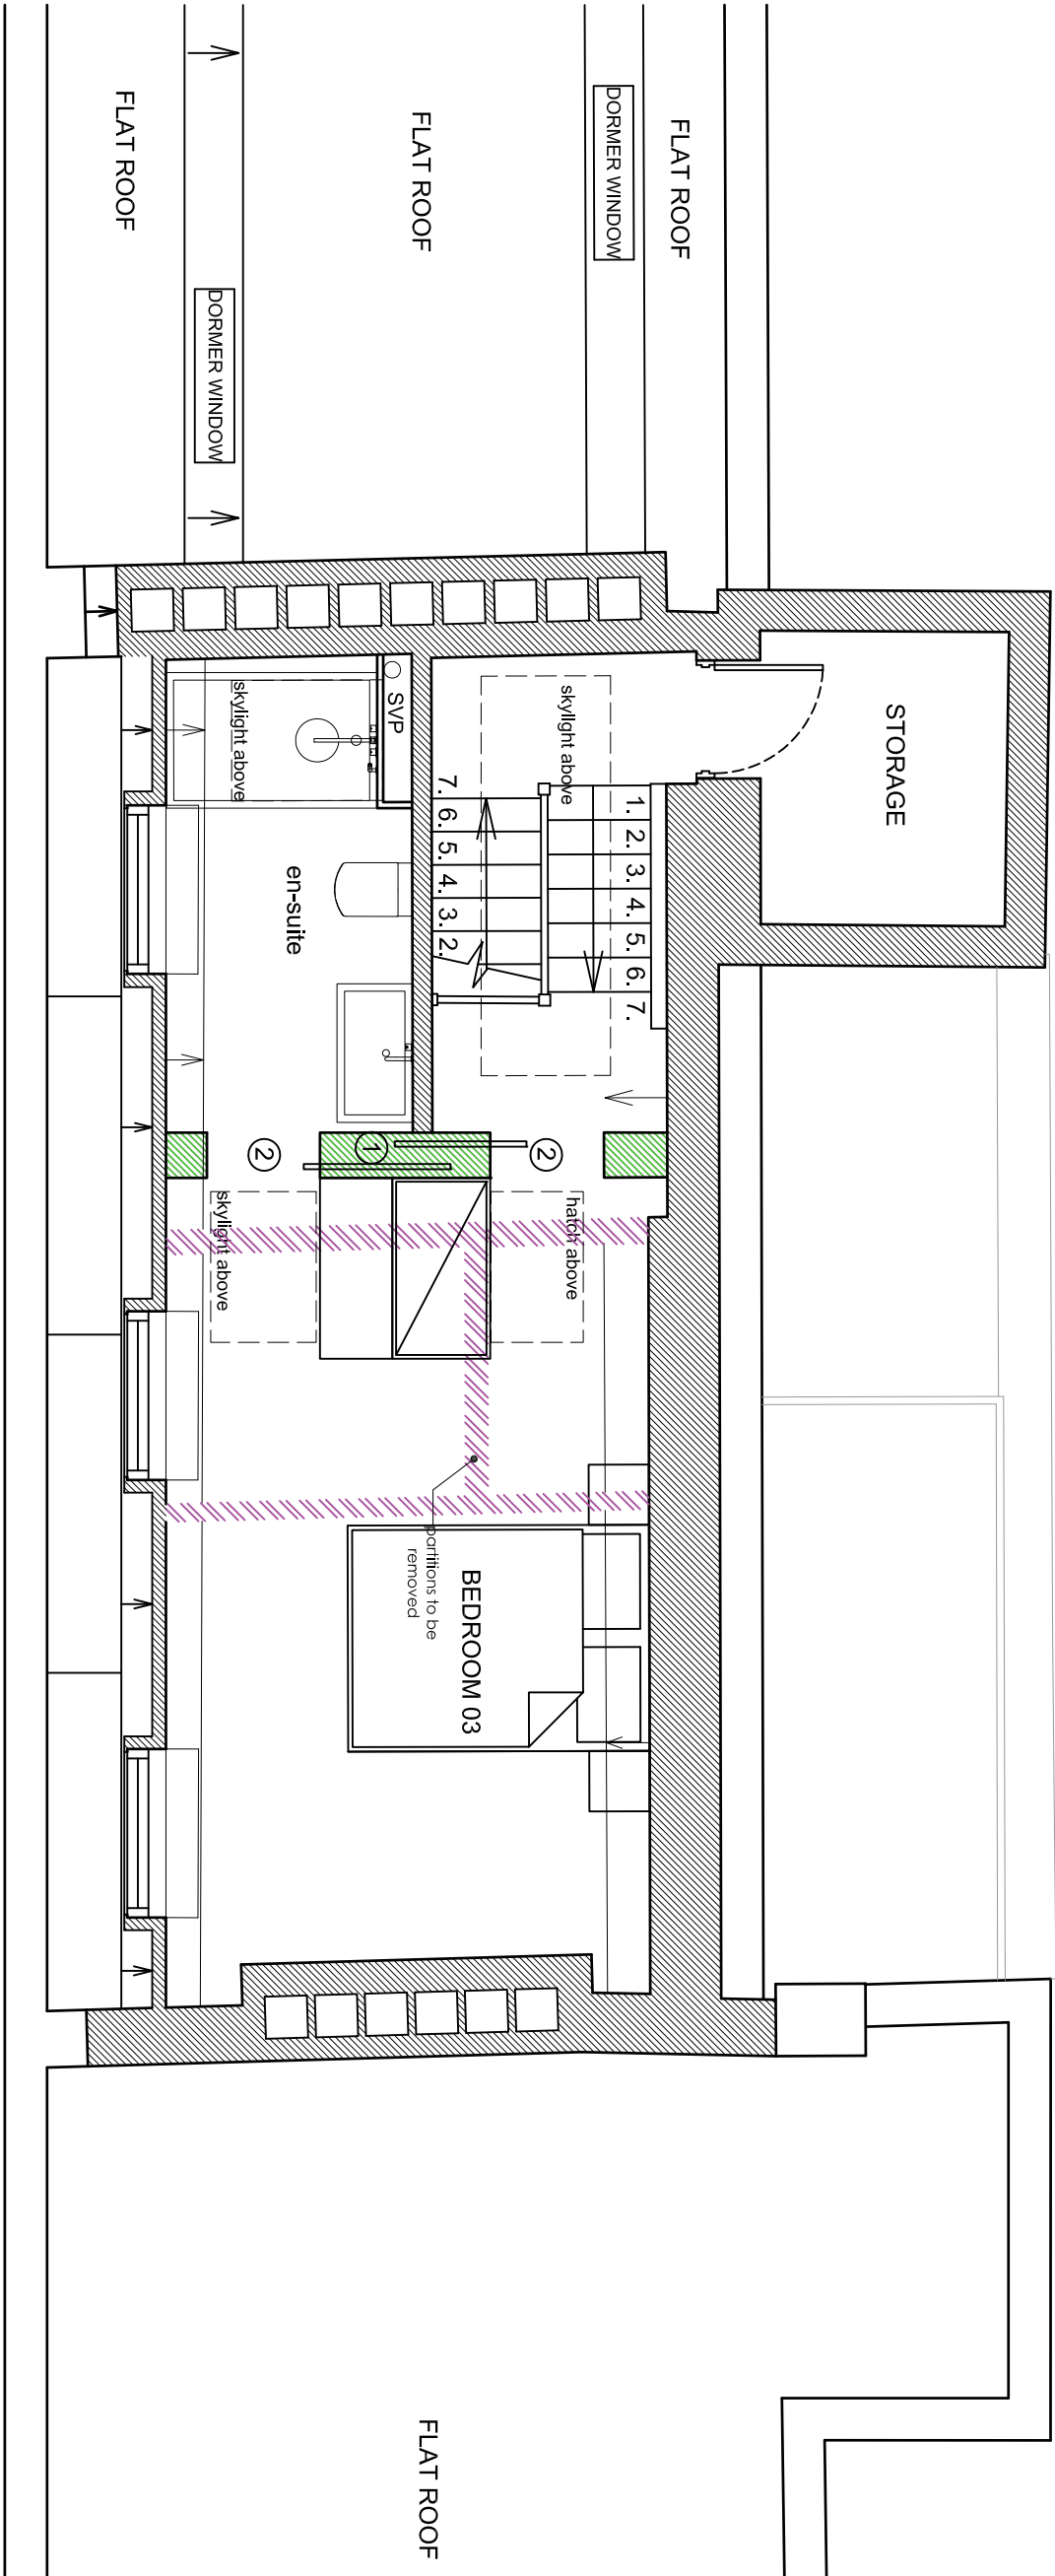 FLAT ROOF
FLAT ROOF
FLAT ROOF
DORMER WINDOW
DORMER WINDOW
STORAGE
SVP
skylight above
skylight above
1. 2. 3. 4. 5. 6. 7.
7. 6. 5. 4. 3. 2.
en-suite
2
1
2
skylight above
hatch above
partitions to be
removed
BEDROOM 03
FLAT ROOF